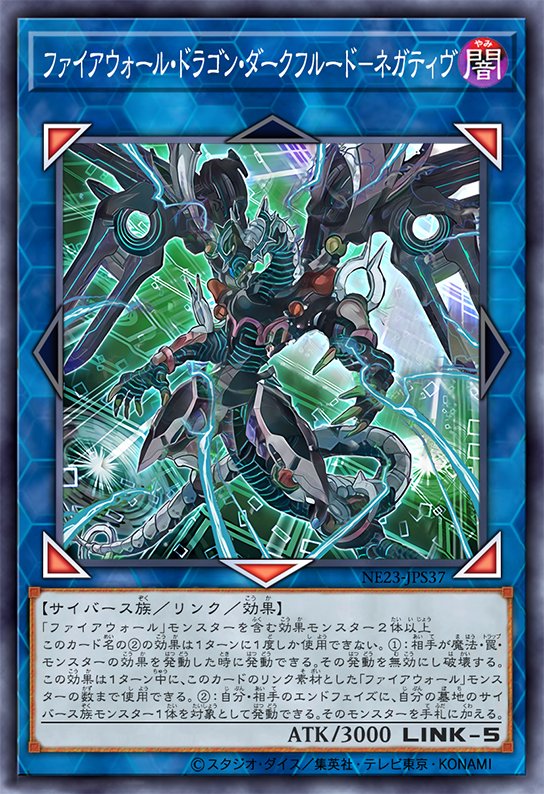 ファイアウォール・ドラゴン・ダークフルードーネガティヴ
闇
NE23-JPS37
【サイバース族／リンク／効果】
「ファイアウォール」モンスターを含む効果モンスター２体以上
このカード名の②の効果は１ターンに１度しか使用できない。①：相手が魔法・罠・
モンスターの効果を発動した時に発動できる。その発動を無効にし破壊する。
この効果は１ターン中に、このカードのリンク素材とした「ファイアウォール」モンス
ターの数まで使用できる。②：自分・相手のエンドフェイズに、自分の墓地のサイ
バース族モンスター１体を対象として発動できる。そのモンスターを手札に加える。
ATK/3000 LINK-5
©スタジオ・ダイス／集英社・テレビ東京・KONAMI